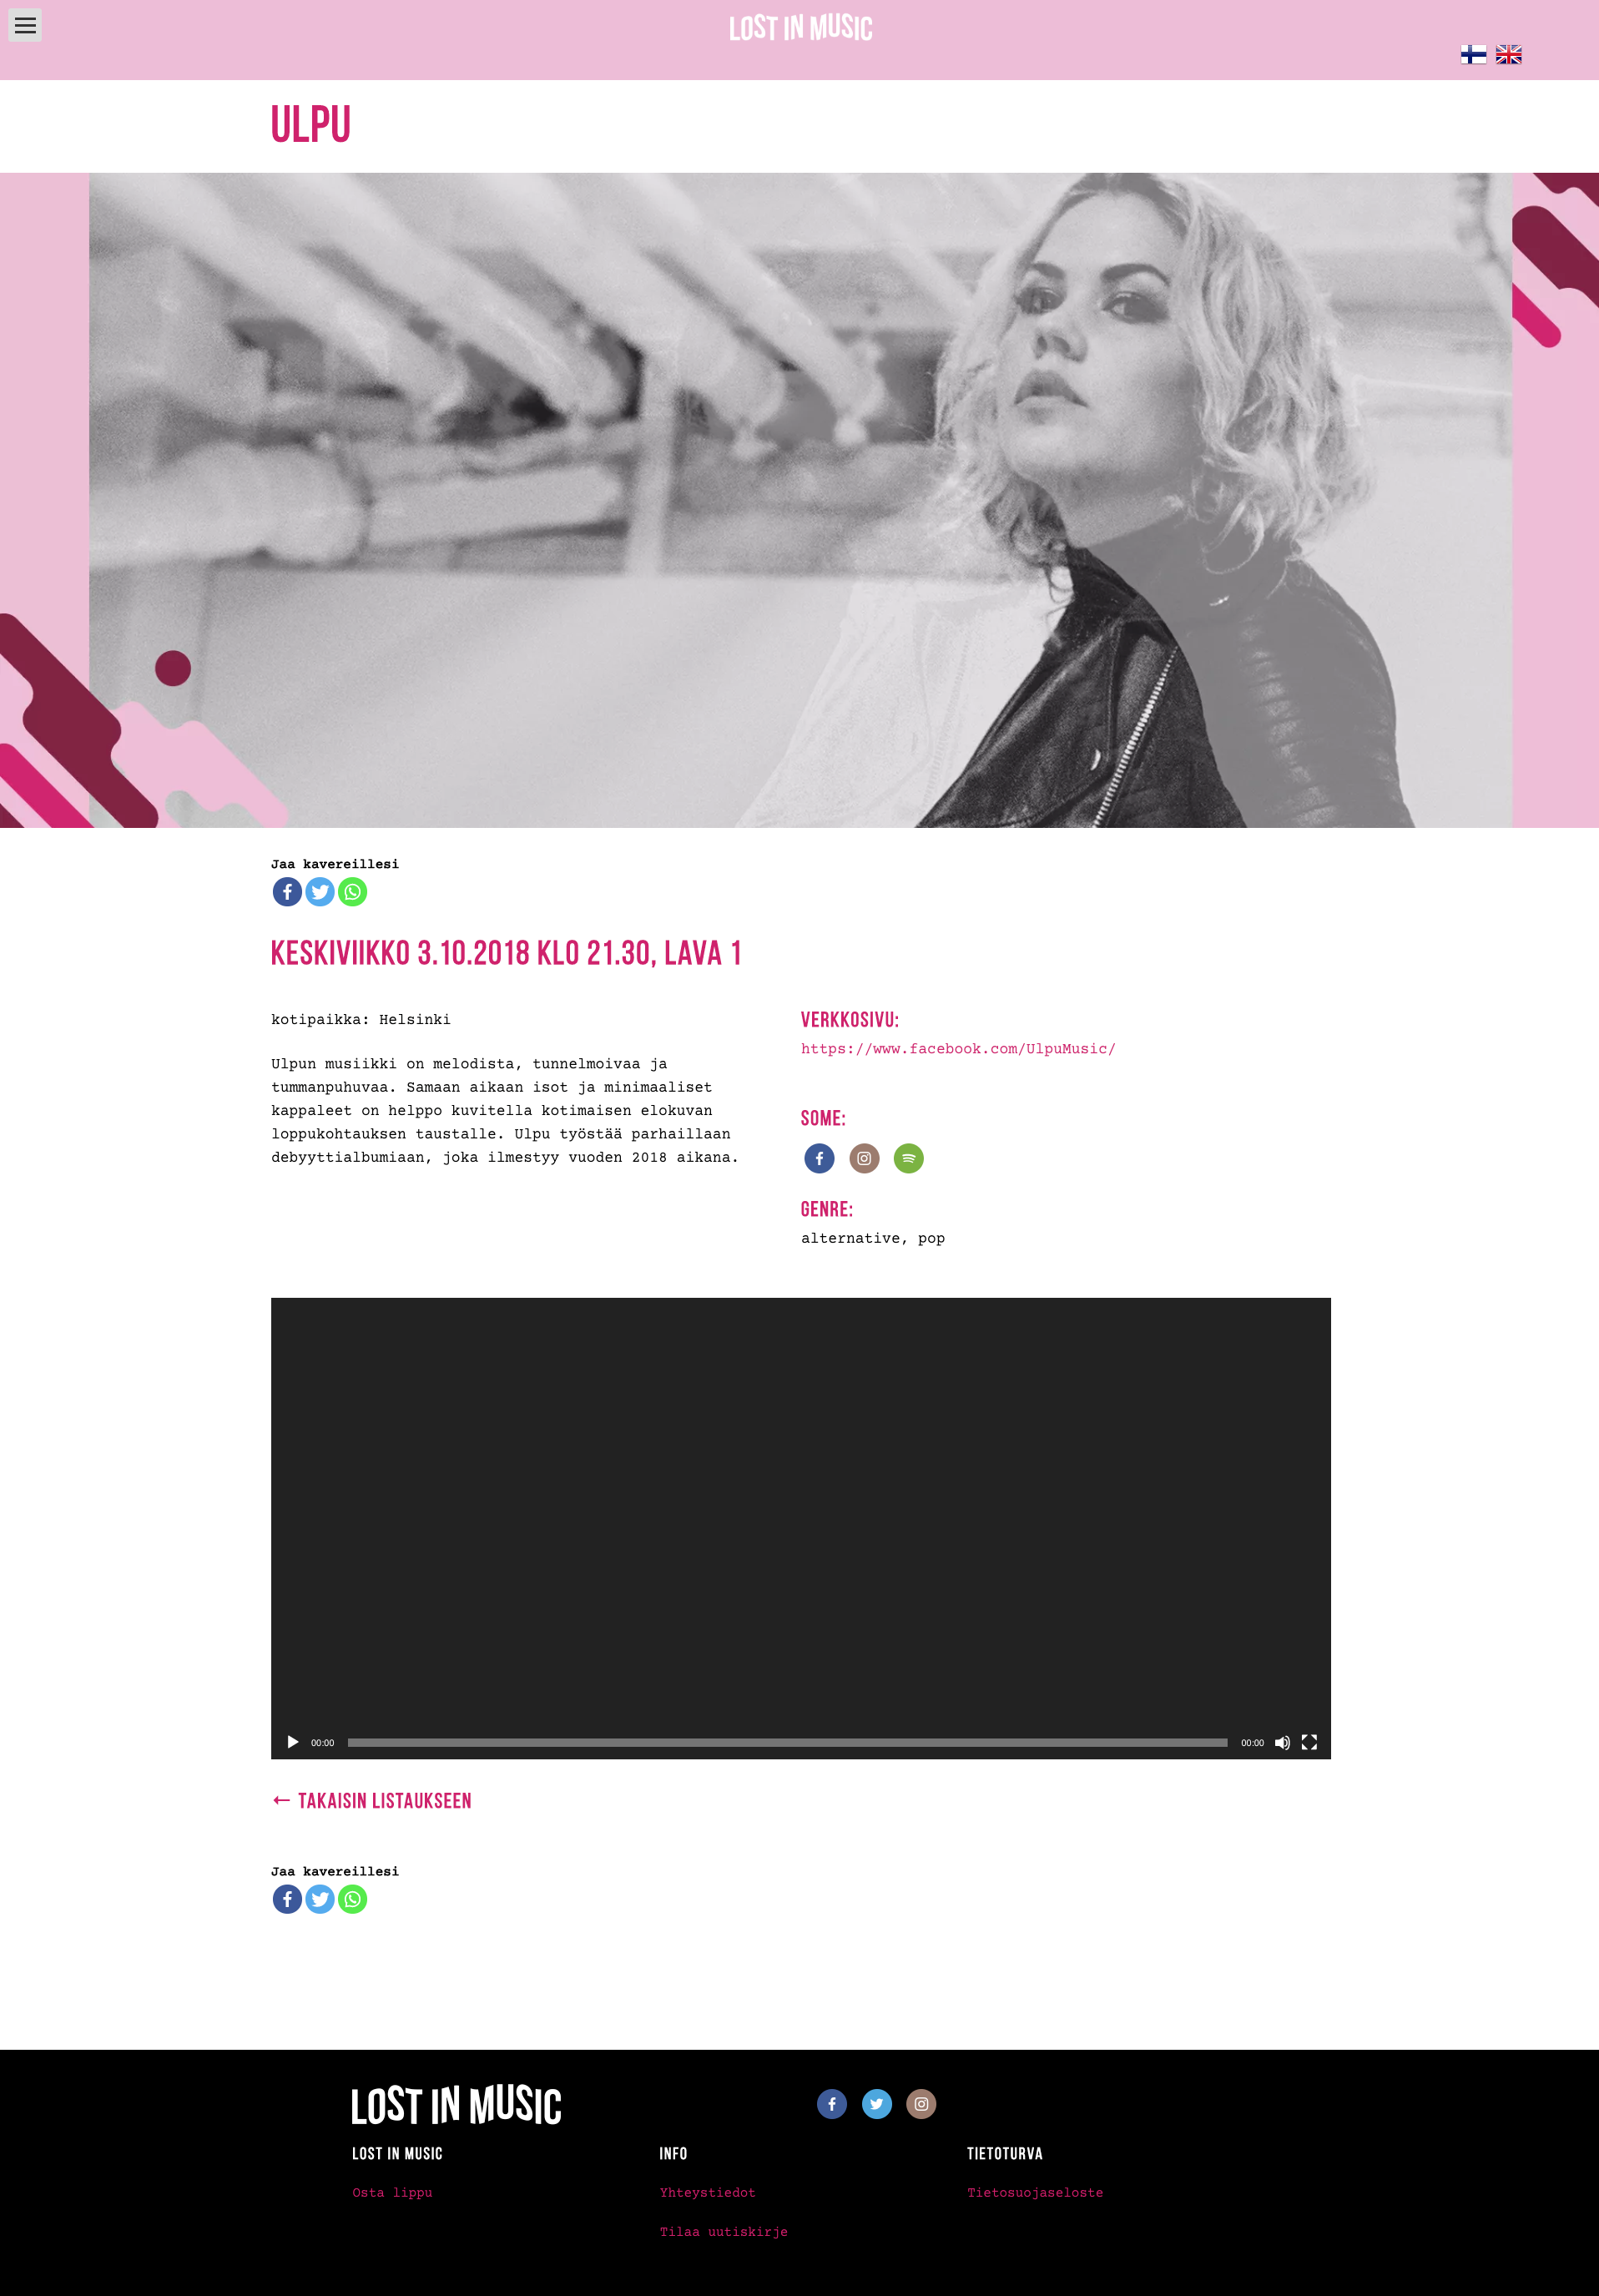 LOST IN MUSIC
ULPU
Jaa kavereillesi
KESKIVIIKKO 3.10.2018 KLO 21.30, LAVA 1
kotipaikka: Helsinki
Ulpun musiikki on melodista, tunnelmoivaa ja
tummanpuhuvaa. Samaan aikaan isot ja minimaaliset
kappaleet on helppo kuvitella kotimaisen elokuvan
loppukohtauksen taustalle. Ulpu työstää parhaillaan
debyyttialbumiaan, joka ilmestyy vuoden 2018 aikana.
VERKKOSIVU:
https://www.facebook.com/UlpuMusic/
SOME:
GENRE:
alternative, pop
00:00 00:00
← TAKAISIN LISTAUKSEEN
Jaa kavereillesi
LOST IN MUSIC
LOST IN MUSIC
Osta lippu
INFO
Yhteystiedot
Tilaa uutiskirje
TIETOTURVA
Tietosuojaseloste